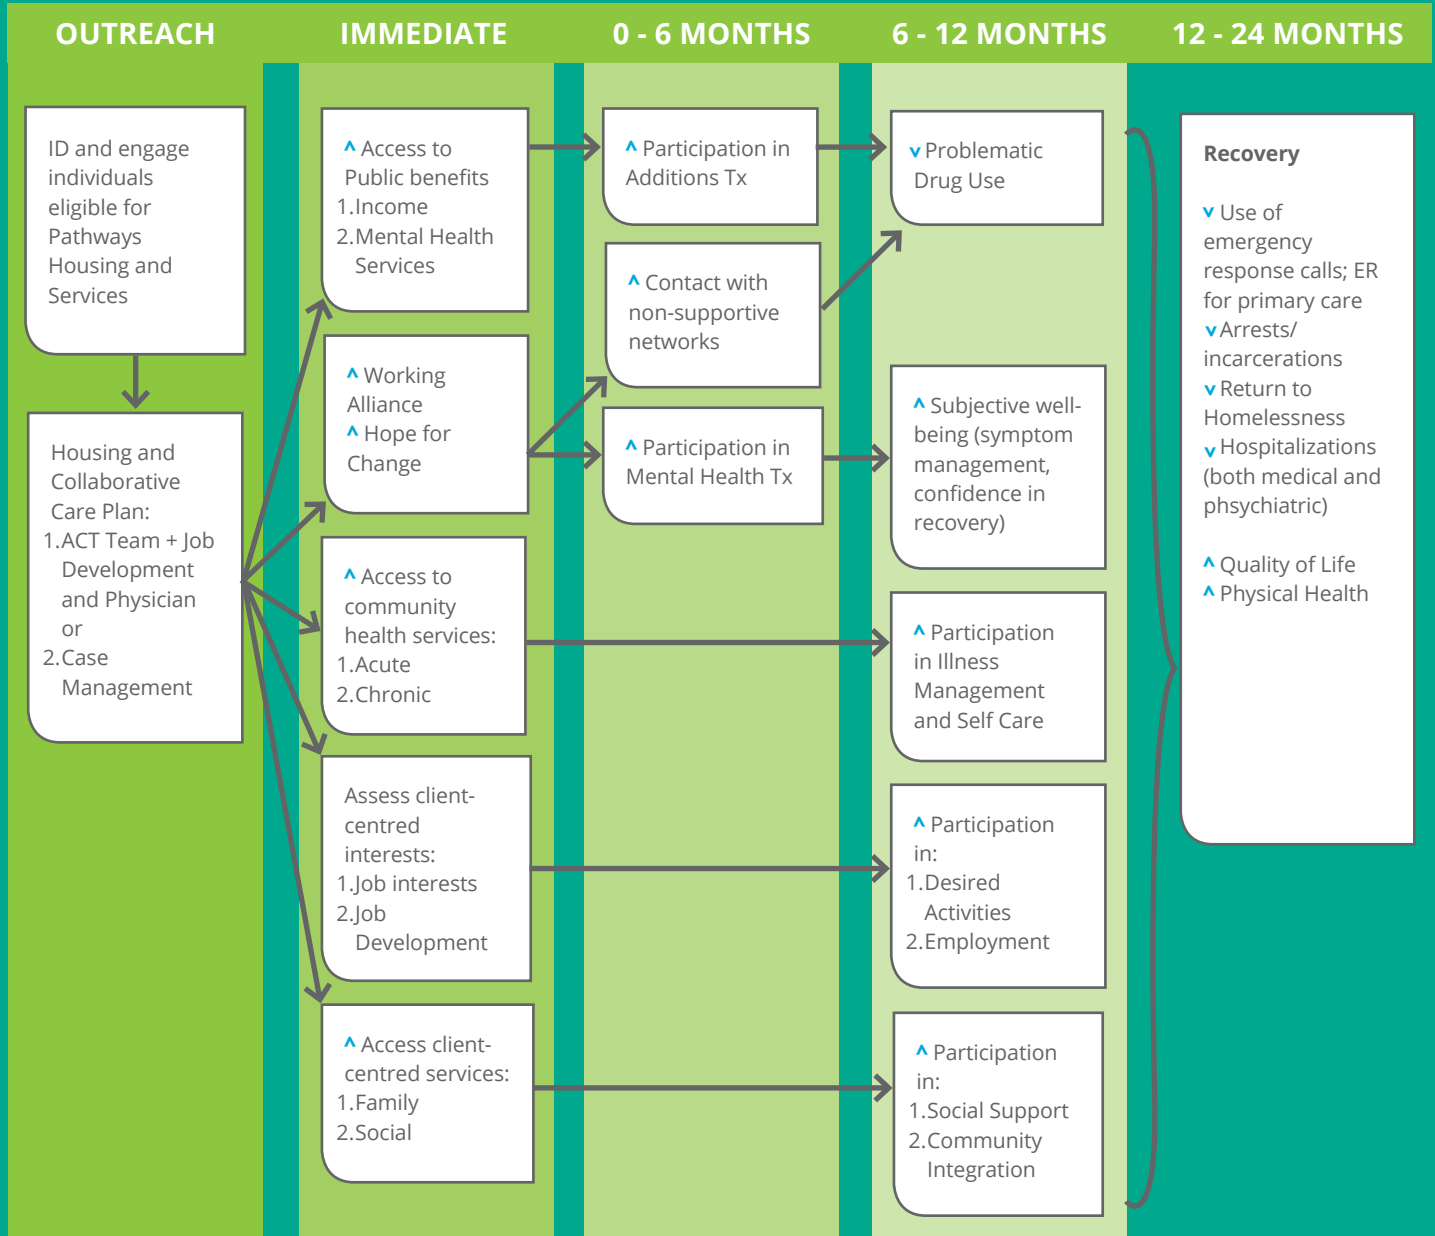 OUTREACH
IMMEDIATE
0 - 6 MONTHS
6 - 12 MONTHS
12 - 24 MONTHS
ID and engage
individuals
eligible for
Pathways
Housing and
Services
Housing and
Collaborative
Care Plan:
1.ACT Team + Job
Development
and Physician
or
2.Case
Management
^ Access to
Public benefits
1.Income
2.Mental Health
Services
^ Working
Alliance
^ Hope for
Change
^ Access to
community
health services:
1.Acute
2.Chronic
Assess client-
centred
interests:
1.Job interests
2.Job
Development
^ Access client-
centred services:
1.Family
2.Social
^ Participation in
Additions Tx
^ Contact with
non-supportive
networks
^ Participation in
Mental Health Tx
v Problematic
Drug Use
^ Subjective well-
being (symptom
management,
confidence in
recovery)
^ Participation
in Illness
Management
and Self Care
^ Participation
in:
1.Desired
Activities
2.Employment
^ Participation
in:
1.Social Support
2.Community
Integration
Recovery
v Use of
emergency
response calls; ER
for primary care
v Arrests/
incarcerations
v Return to
Homelessness
v Hospitalizations
(both medical and
phsychiatric)
^ Quality of Life
^ Physical Health